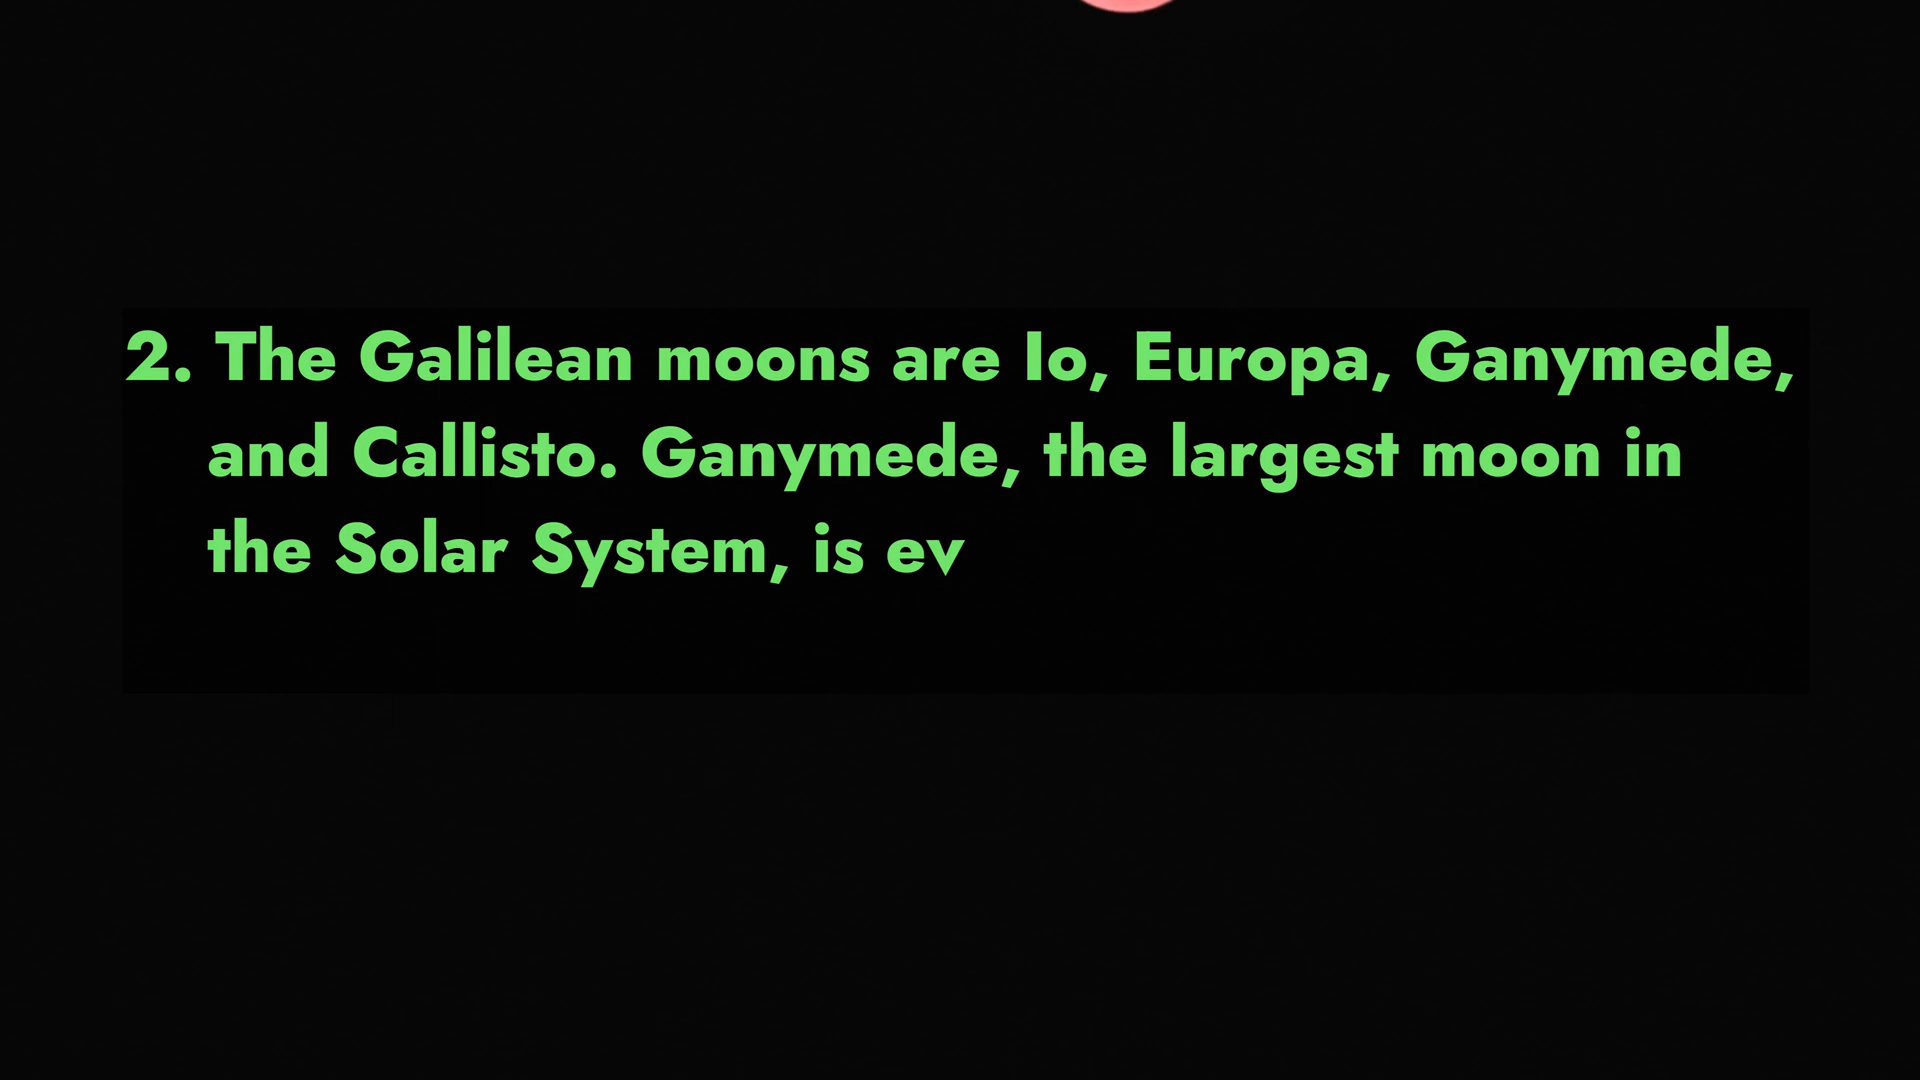 2. The Galilean moons are Io, Europa, Ganymede,
and Callisto. Ganymede, the largest moon in
the Solar System, is ev